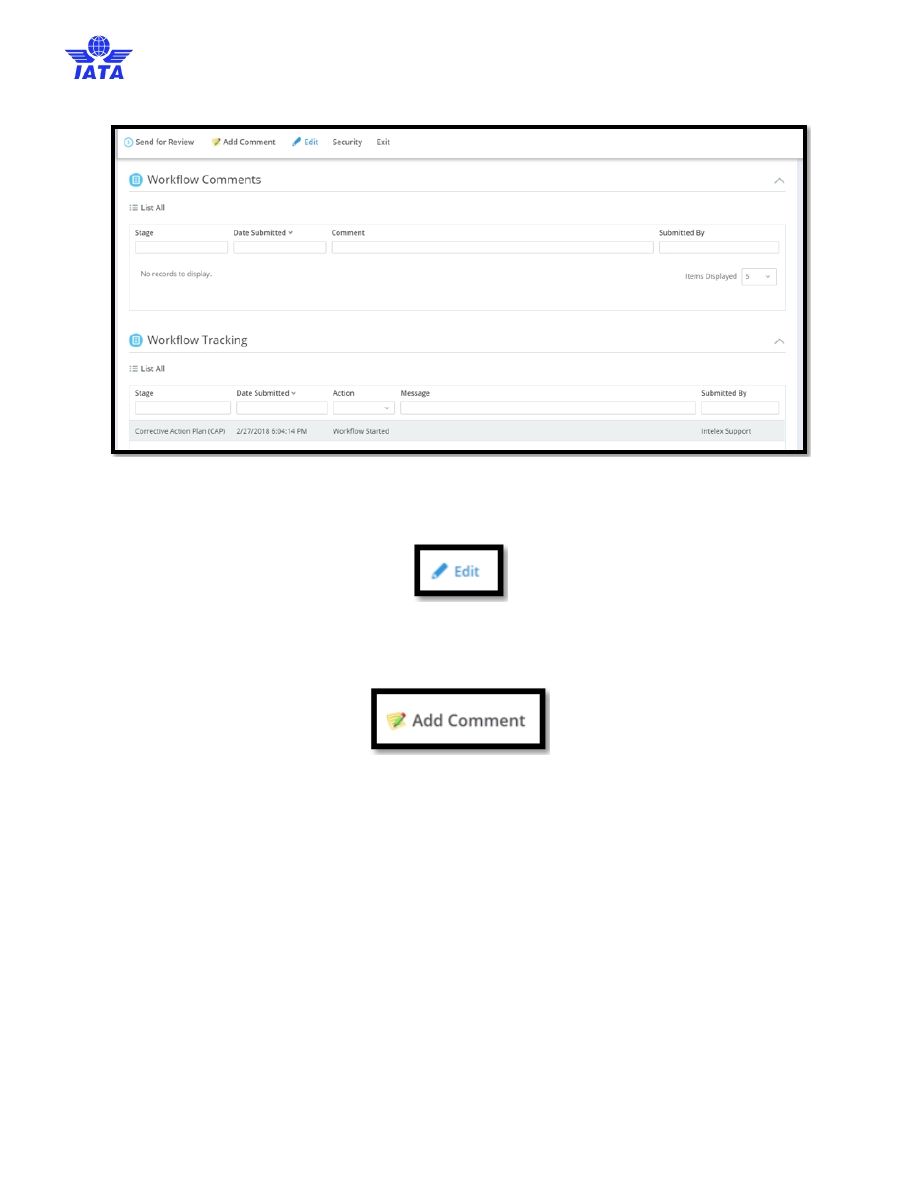 IATA
Send for Review Add Comment Edit Security Exit
Workflow Comments
List All
Stage Date Submitted Comment Submitted By
No records to display.
Items Displayed 5
Workflow Tracking
List All
Stage Date Submitted Action Message Submitted By
Corrective Action Plan (CAP) 2/27/2018 6:04:14 PM Workflow Started Intelex Support
Edit
Add Comment